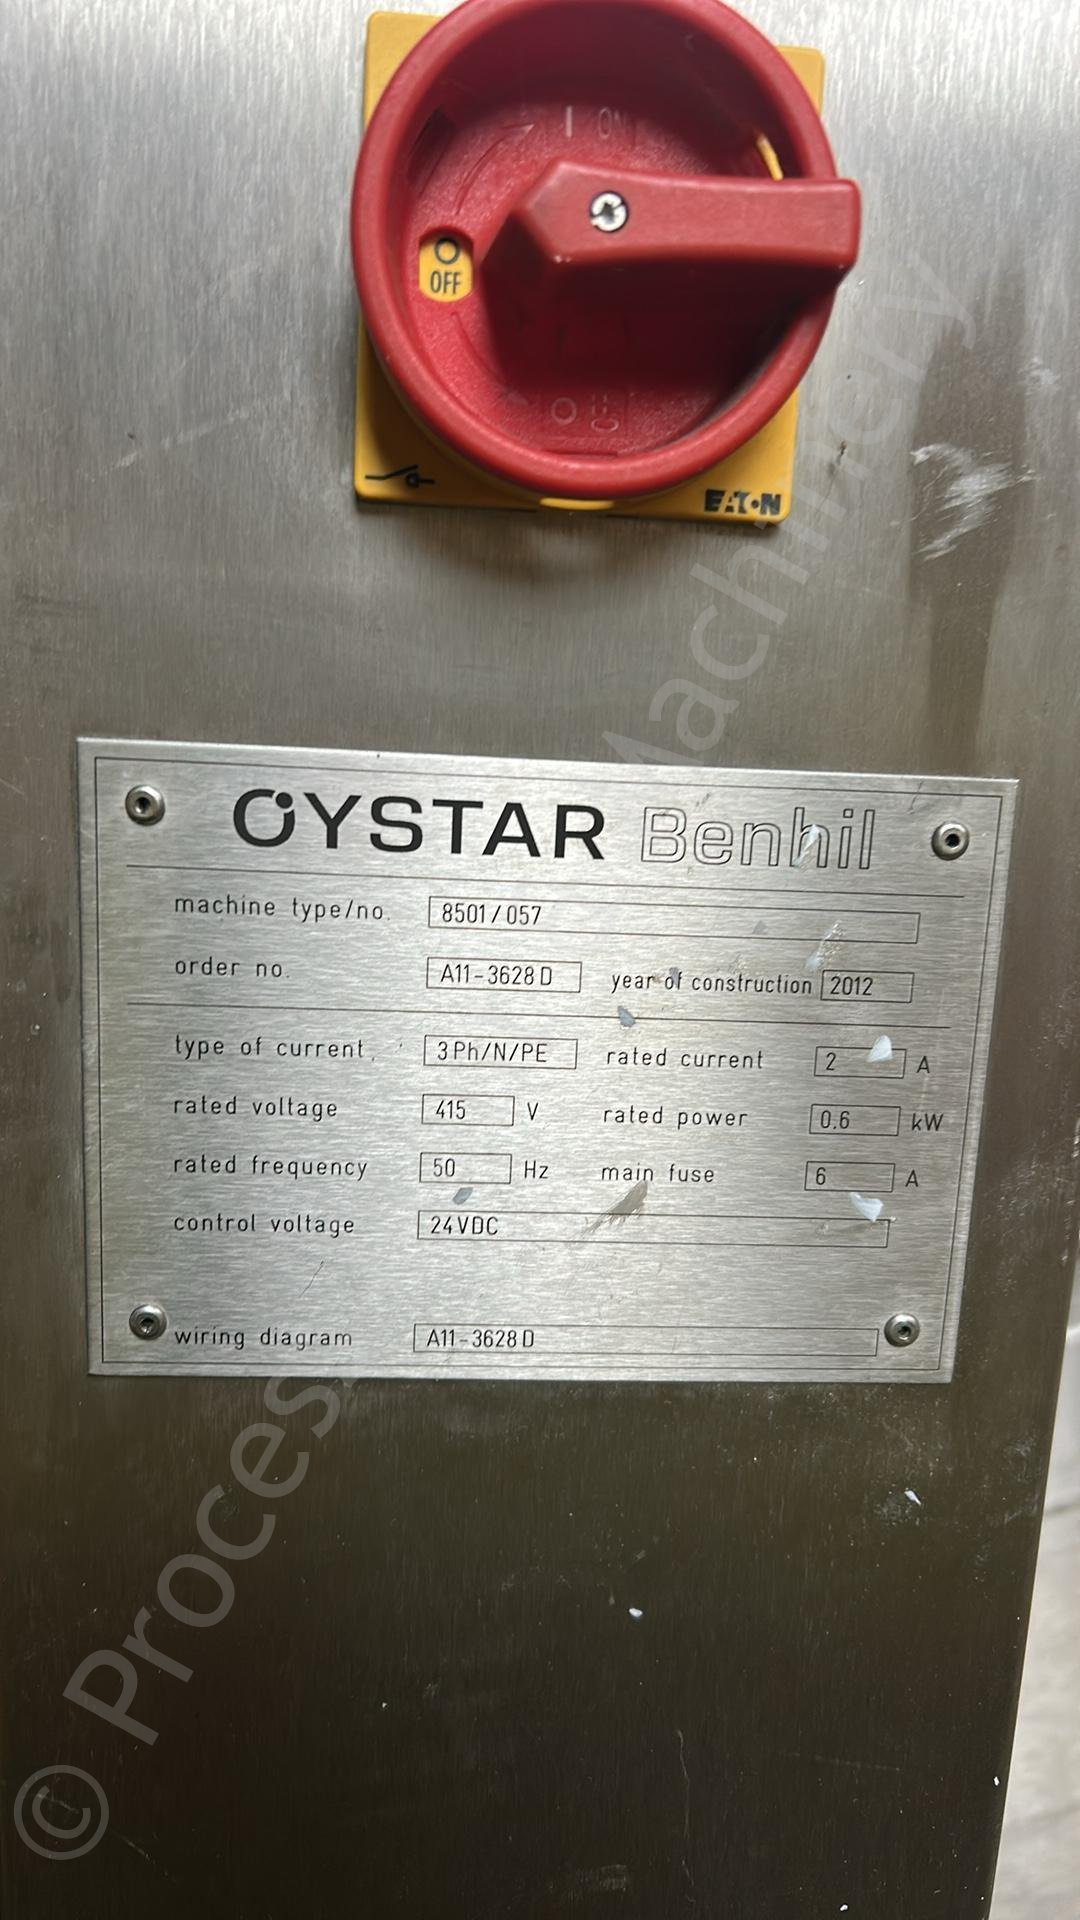 I ON
O
OFF
O OFF
EATON
OYSTAR Benhil
machine type/no. 8501/057
order no. A11-3628D year of construction 2012
type of current 3Ph/N/PE rated current 2 A
rated voltage 415 V rated power 0.6 kW
rated frequency 50 Hz main fuse 6 A
control voltage 24VDC
wiring diagram A11-3628D
© Process Machinery